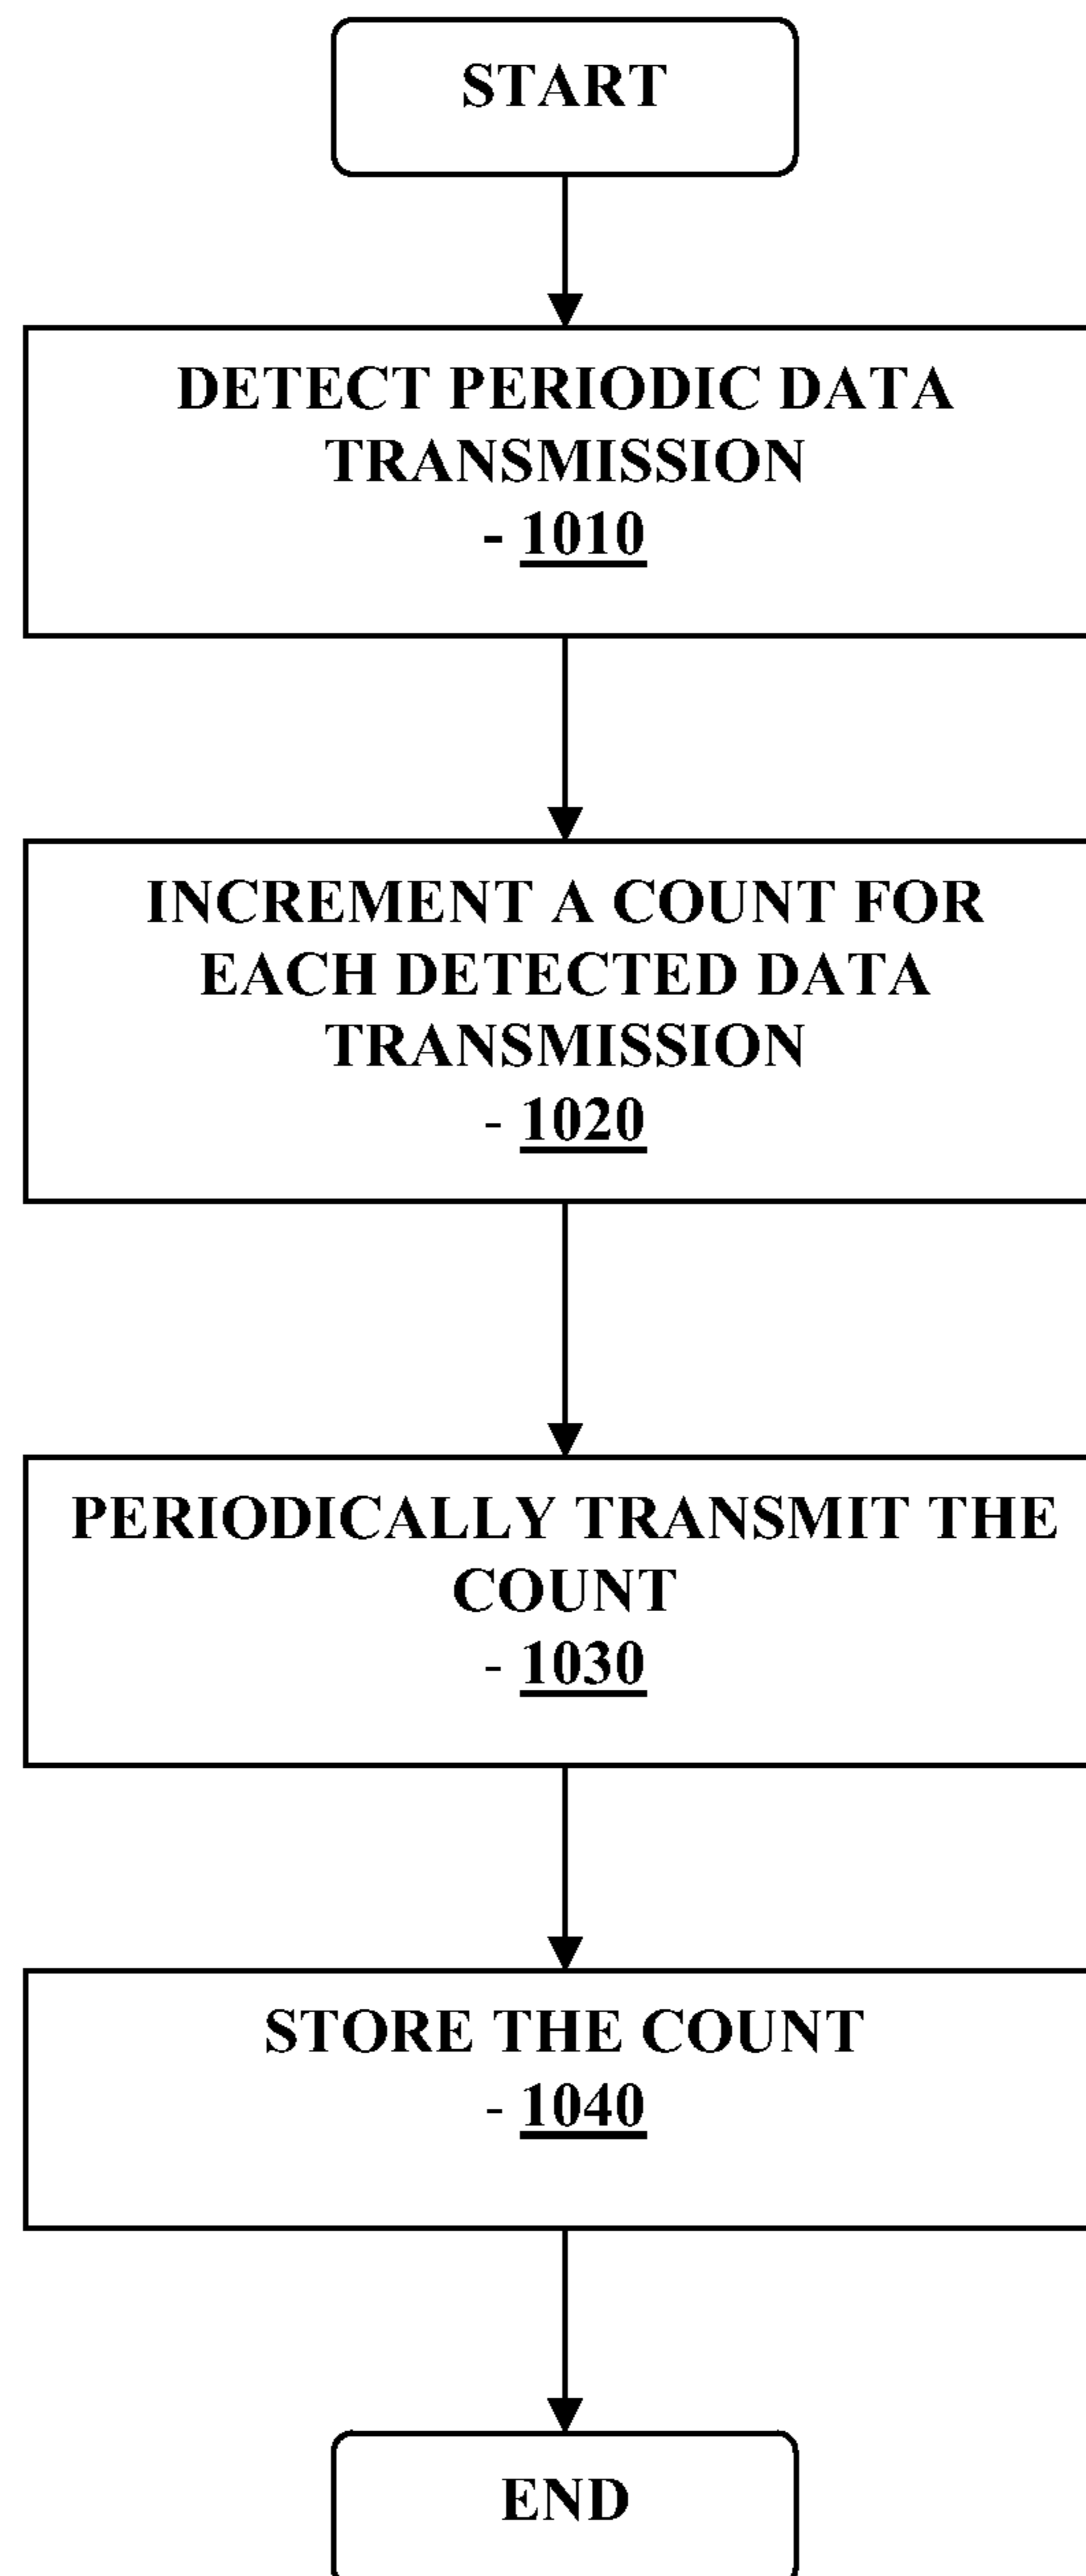 START
DETECT PERIODIC DATA
TRANSMISSION
- 1010
INCREMENT A COUNT FOR
EACH DETECTED DATA
TRANSMISSION
- 1020
PERIODICALLY TRANSMIT THE
COUNT
- 1030
STORE THE COUNT
- 1040
END